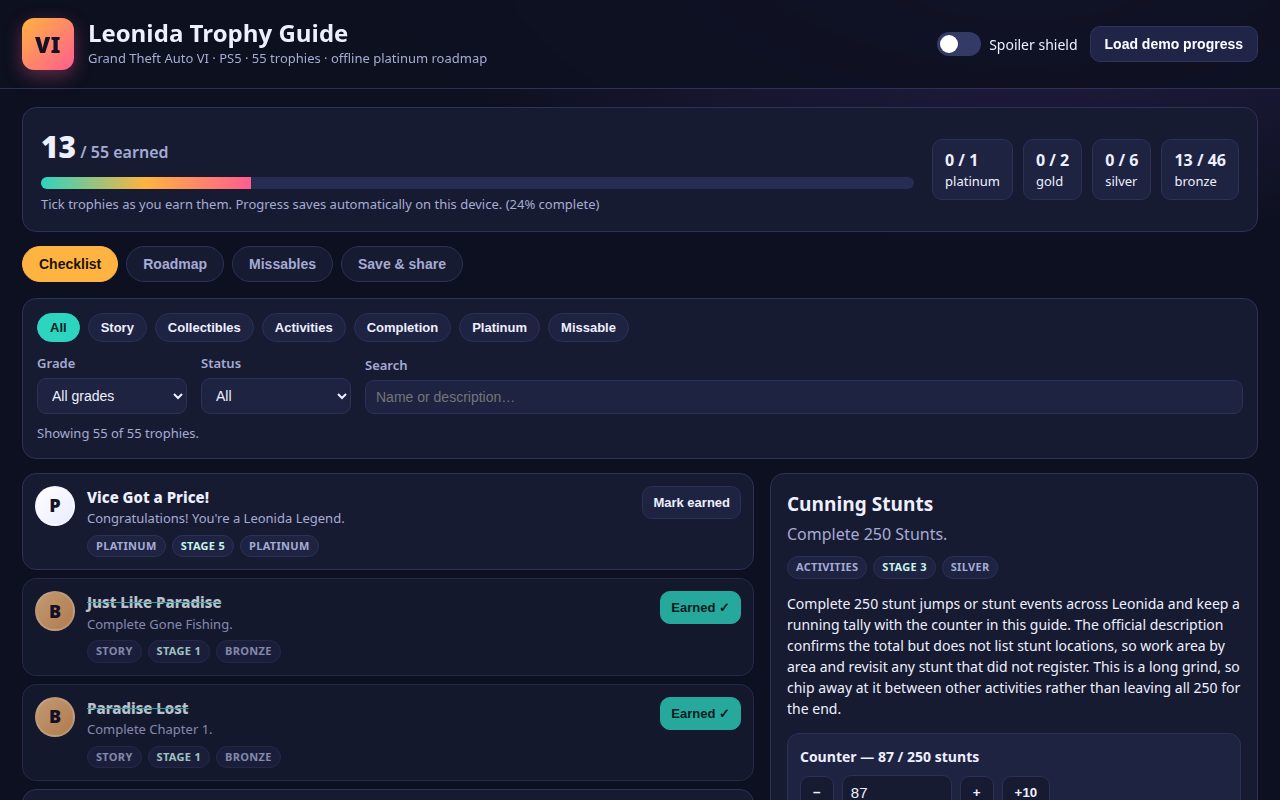 VI
Leonida Trophy Guide
Grand Theft Auto VI · PS5 · 55 trophies · offline platinum roadmap
Spoiler shield
Load demo progress
13 / 55 earned
Tick trophies as you earn them. Progress saves automatically on this device. (24% complete)
0 / 1
platinum
0 / 2
gold
0 / 6
silver
13 / 46
bronze
Checklist
Roadmap
Missables
Save & share
All
Story
Collectibles
Activities
Completion
Platinum
Missable
Grade
Status
Search
All grades
All
Name or description…
Showing 55 of 55 trophies.
P
Vice Got a Price!
Congratulations! You're a Leonida Legend.
PLATINUM
STAGE 5
PLATINUM
Mark earned
B
Just Like Paradise
Complete Gone Fishing.
STORY
STAGE 1
BRONZE
Earned ✓
B
Paradise Lost
Complete Chapter 1.
STORY
STAGE 1
BRONZE
Earned ✓
Cunning Stunts
Complete 250 Stunts.
ACTIVITIES
STAGE 3
SILVER
Complete 250 stunt jumps or stunt events across Leonida and keep a
running tally with the counter in this guide. The official description
confirms the total but does not list stunt locations, so work area by
area and revisit any stunt that did not register. This is a long grind, so
chip away at it between other activities rather than leaving all 250 for
the end.
Counter — 87 / 250 stunts
−
87
+
+10